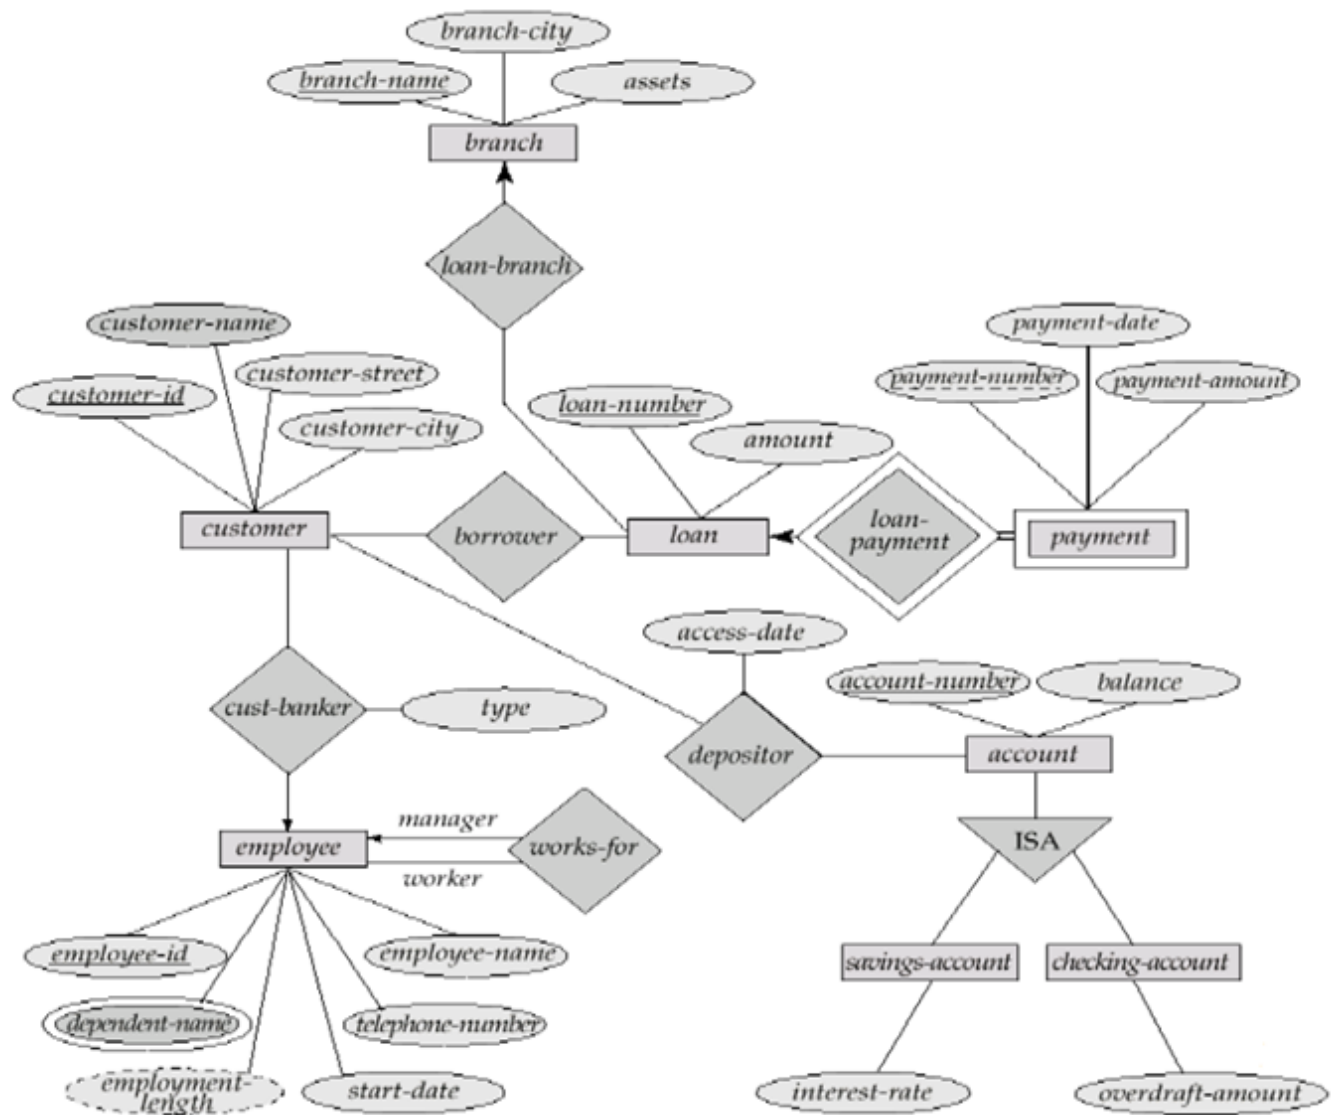 branch-city
branch-name
assets
branch
loan-branch
customer-name
payment-date
customer-street
payment-number
payment-amount
customer-id
loan-number
customer-city
amount
customer
borrower
loan
loan-
payment
payment
access-date
account-number
balance
cust-banker
type
depositor
account
manager
employee
works-for
ISA
worker
employee-id
employee-name
savings-account
checking-account
dependent-name
telephone-number
employment-
length
start-date
interest-rate
overdraft-amount